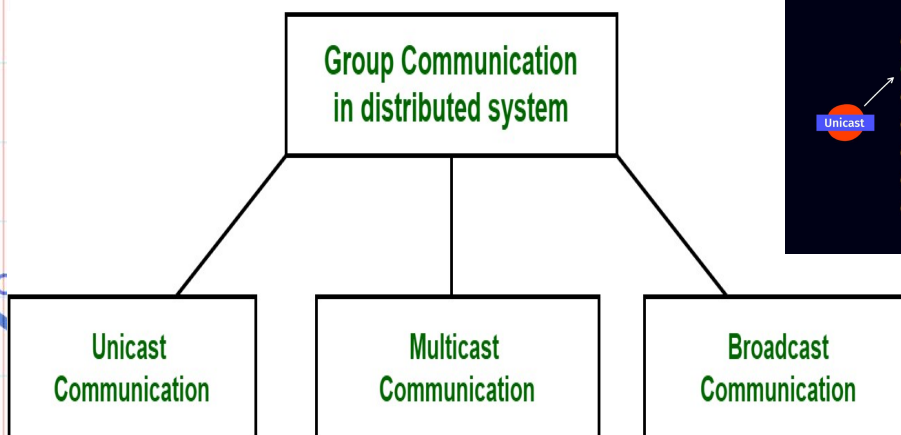 Group Communication
in distributed system
Unicast
Unicast
Communication
Multicast
Communication
Broadcast
Communication